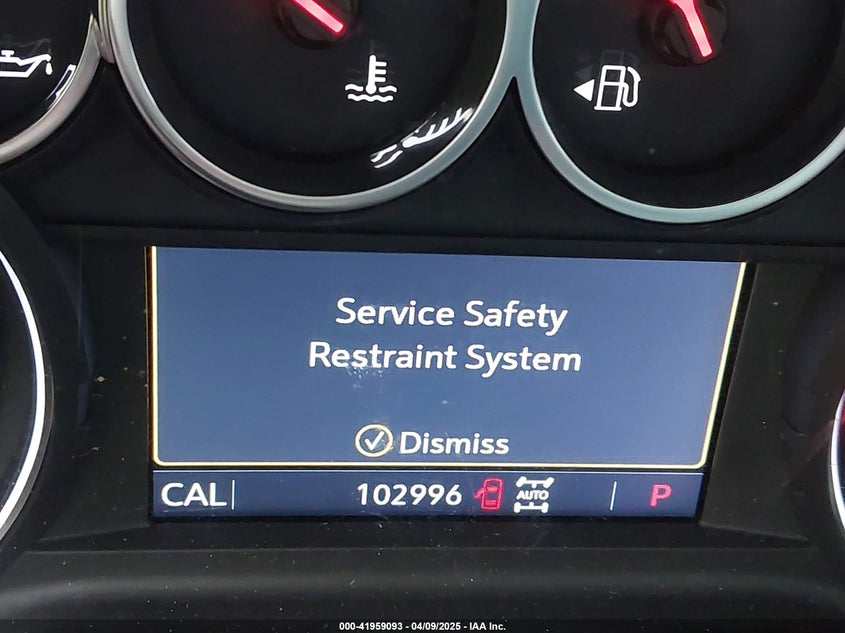 Service Safety
Restraint System
Dismiss
CAL 102996 AUTO P
000-41959093 - 04/09/2025 - IAA Inc.